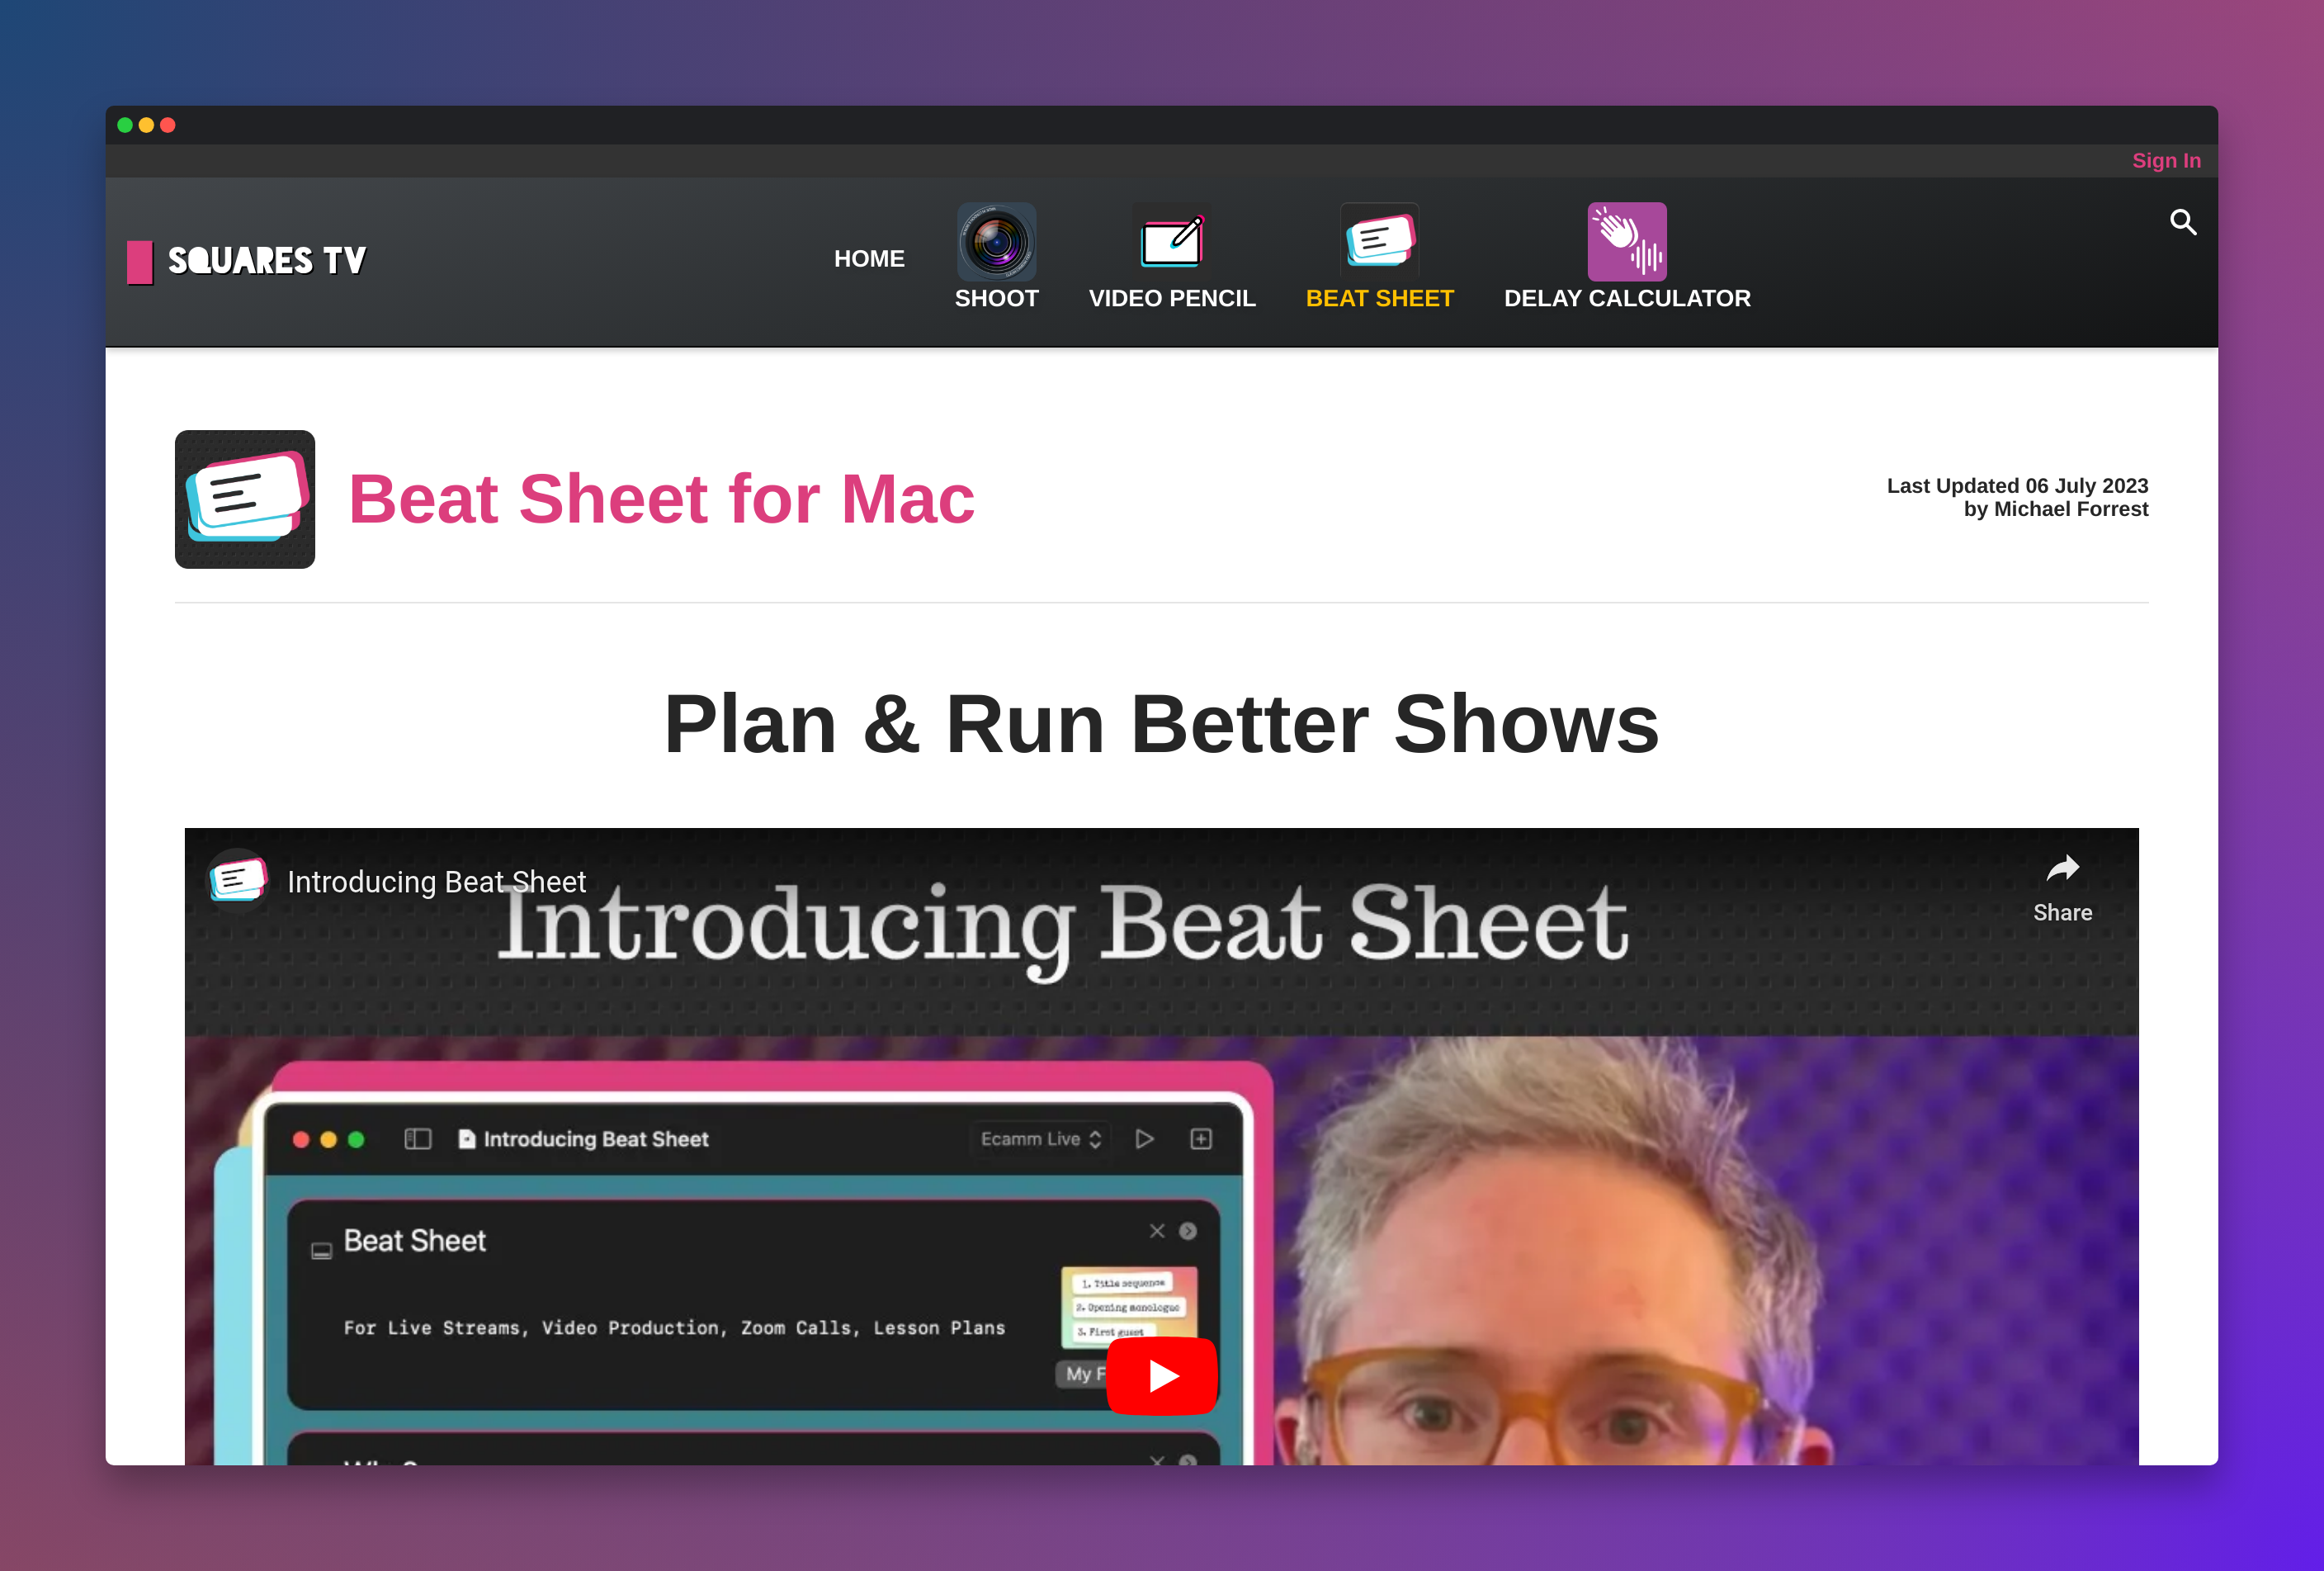 Sign In
SQUARES TV
HOME
SHOOT
VIDEO PENCIL
BEAT SHEET
DELAY CALCULATOR
Beat Sheet for Mac
Last Updated 06 July 2023
by Michael Forrest
Plan & Run Better Shows
Introducing Beat Sheet
Share
Introducing Beat Sheet
Introducing Beat Sheet
Ecamm Live
Beat Sheet
1. Title sequence
2. Opening monologue
3. First guest
For Live Streams, Video Production, Zoom Calls, Lesson Plans
My F